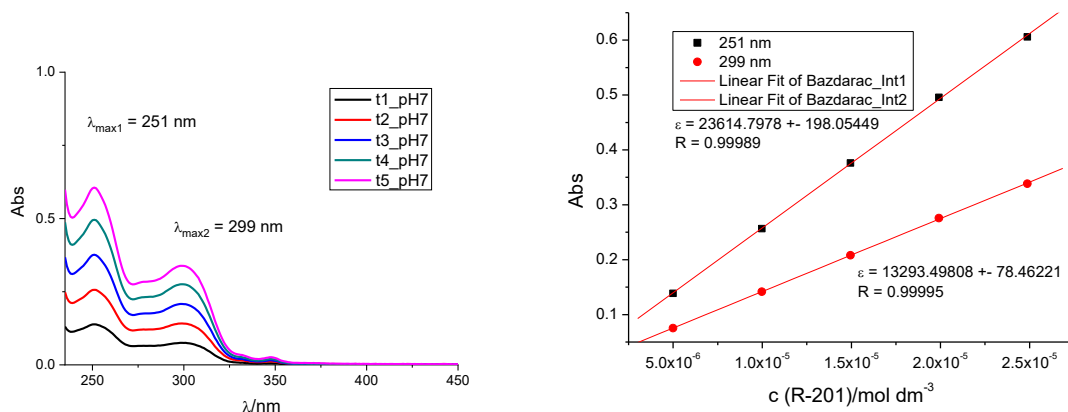 1.0
0.5
0.0
Abs
λmax1 = 251 nm
λmax2 = 299 nm
t1_pH7
t2_pH7
t3_pH7
t4_pH7
t5_pH7
250 300 350 400 450
λ/nm
0.6
0.5
0.4
0.3
0.2
0.1
Abs
251 nm
299 nm
Linear Fit of Bazdarac_Int1
Linear Fit of Bazdarac_Int2
ε = 23614.7978 +- 198.05449
R = 0.99989
ε = 13293.49808 +- 78.46221
R = 0.99995
5.0x10⁻⁶ 1.0x10⁻⁵ 1.5x10⁻⁵ 2.0x10⁻⁵ 2.5x10⁻⁵
c (R-201)/mol dm⁻³